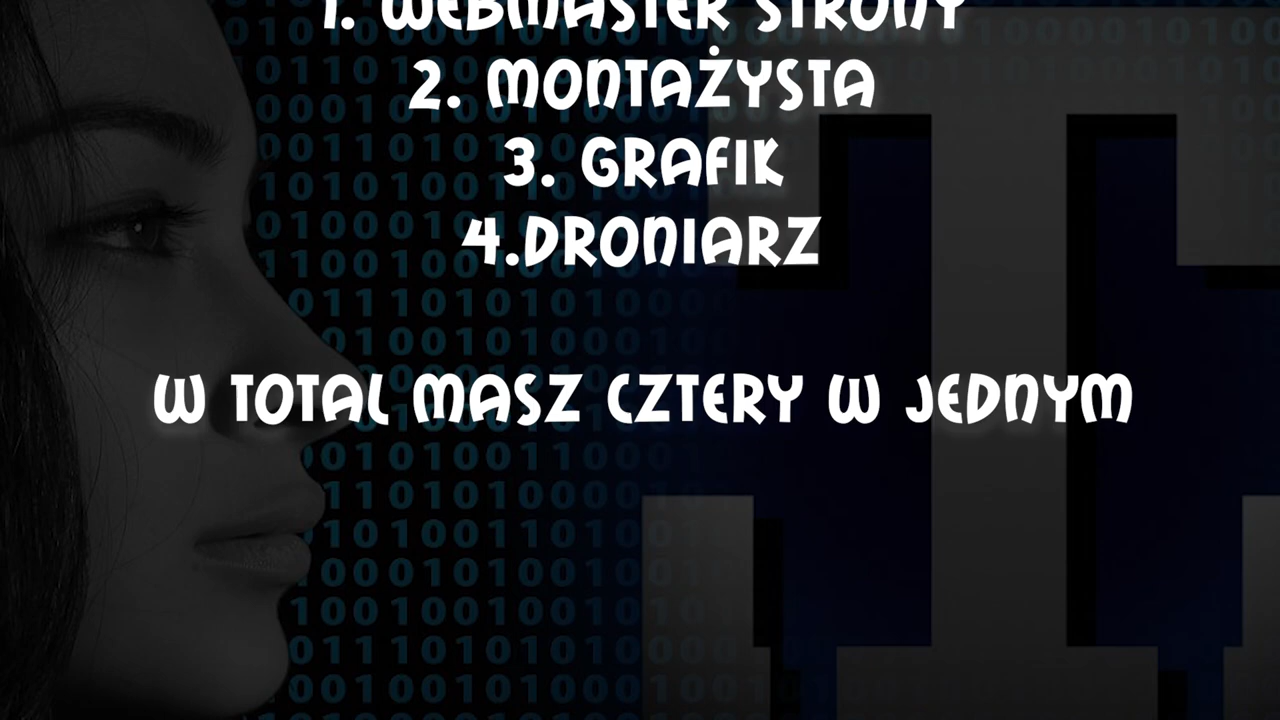 1. WEBMASTER STRONY
2. MONTAŻYSTA
3. GRAFIK
4.DRONIARZ
W TOTAL MASZ CZTERY W JEDNYM